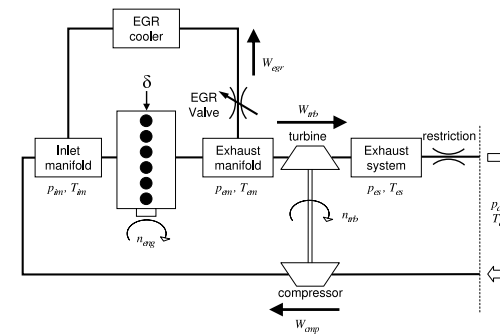 EGR
cooler
W_egr
δ
EGR
Valve
W_trb
turbine
restriction
Inlet
manifold
Exhaust
manifold
Exhaust
system
p_im, T_im
p_em, T_em
p_es, T_es
n_eng
n_trb
compressor
W_cmp